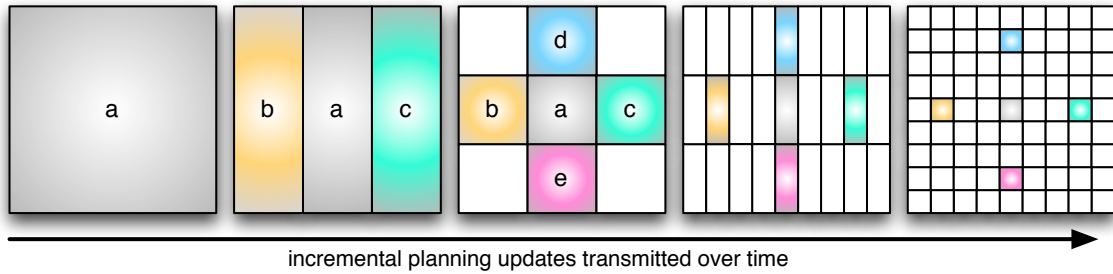 a
b a c
d
b a c
e
incremental planning updates transmitted over time